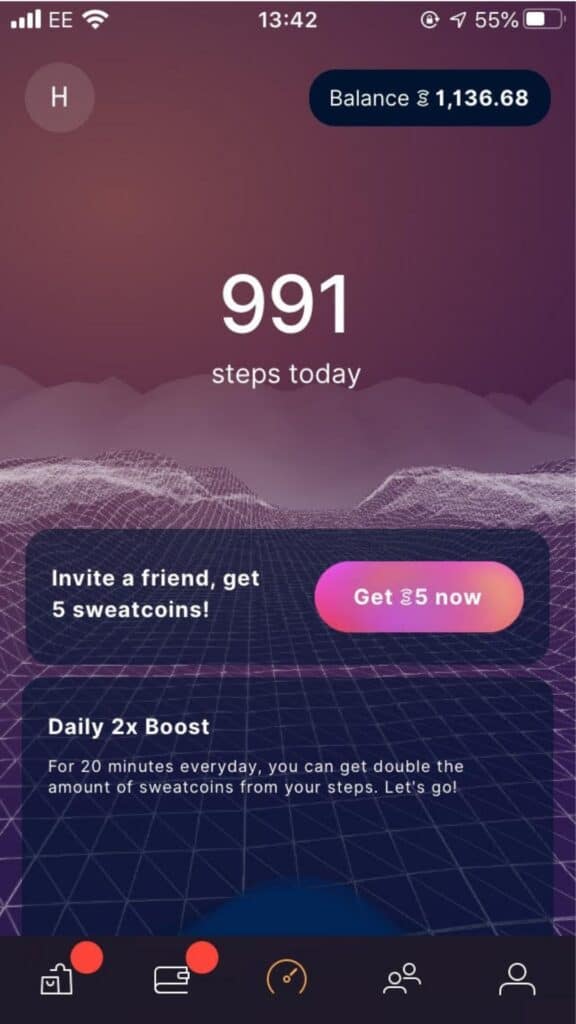 EE 13:42 55%
H
Balance 1,136.68
991
steps today
Invite a friend, get
5 sweatcoins!
Get 5 now
Daily 2x Boost
For 20 minutes everyday, you can get double the
amount of sweatcoins from your steps. Let's go!